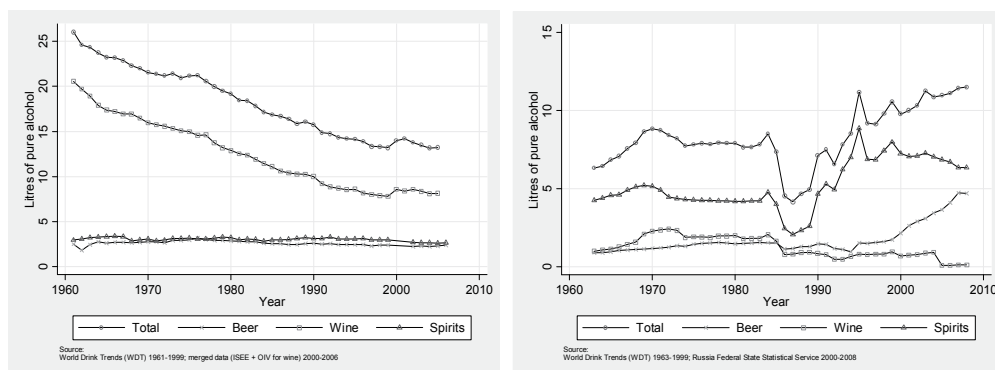 Litres of pure alcohol
25
20
15
10
5
0
1960 1970 1980 1990 2000 2010
Year
Total Beer Wine Spirits
Source:
World Drink Trends (WDT) 1961-1999; merged data (ISEE + OIV for wine) 2000-2006
Litres of pure alcohol
15
10
5
0
1960 1970 1980 1990 2000 2010
Year
Total Beer Wine Spirits
Source:
World Drink Trends (WDT) 1963-1999; Russia Federal State Statistical Service 2000-2008